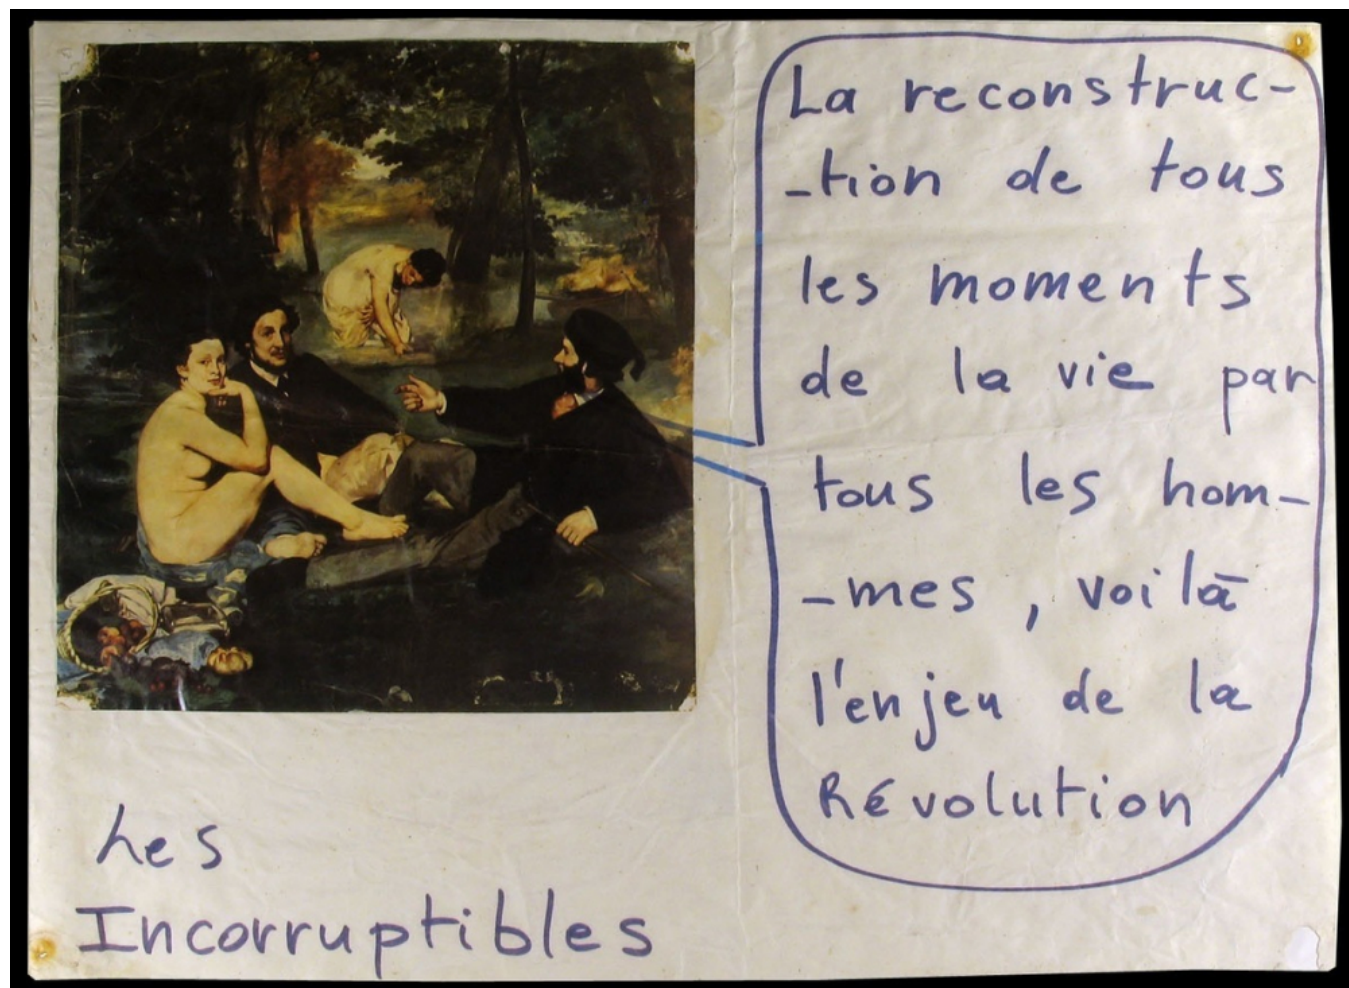 La reconstruc-
-tion de tous
les moments
de la vie par
tous les hom-
-mes, voilà
l'enjeu de la
Révolution
Les
Incorruptibles